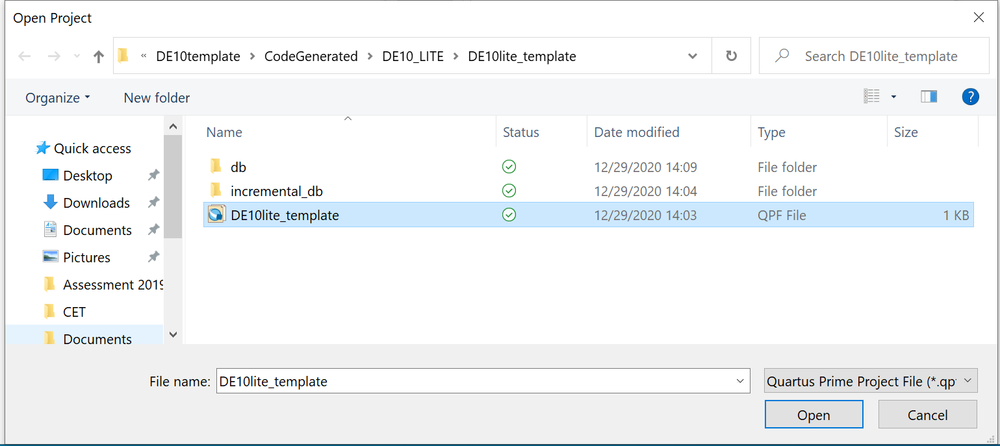 Open Project
« DE10template > CodeGenerated > DE10_LITE > DE10lite_template
Search DE10lite_template
Organize
New folder
?
Name Status Date modified Type Size
Quick access
Desktop
Downloads
Documents
Pictures
Assessment 2019
CET
Documents
db 12/29/2020 14:09 File folder
incremental_db 12/29/2020 14:04 File folder
DE10lite_template 12/29/2020 14:03 QPF File 1 KB
File name: DE10lite_template
Quartus Prime Project File (*.qp
Open
Cancel